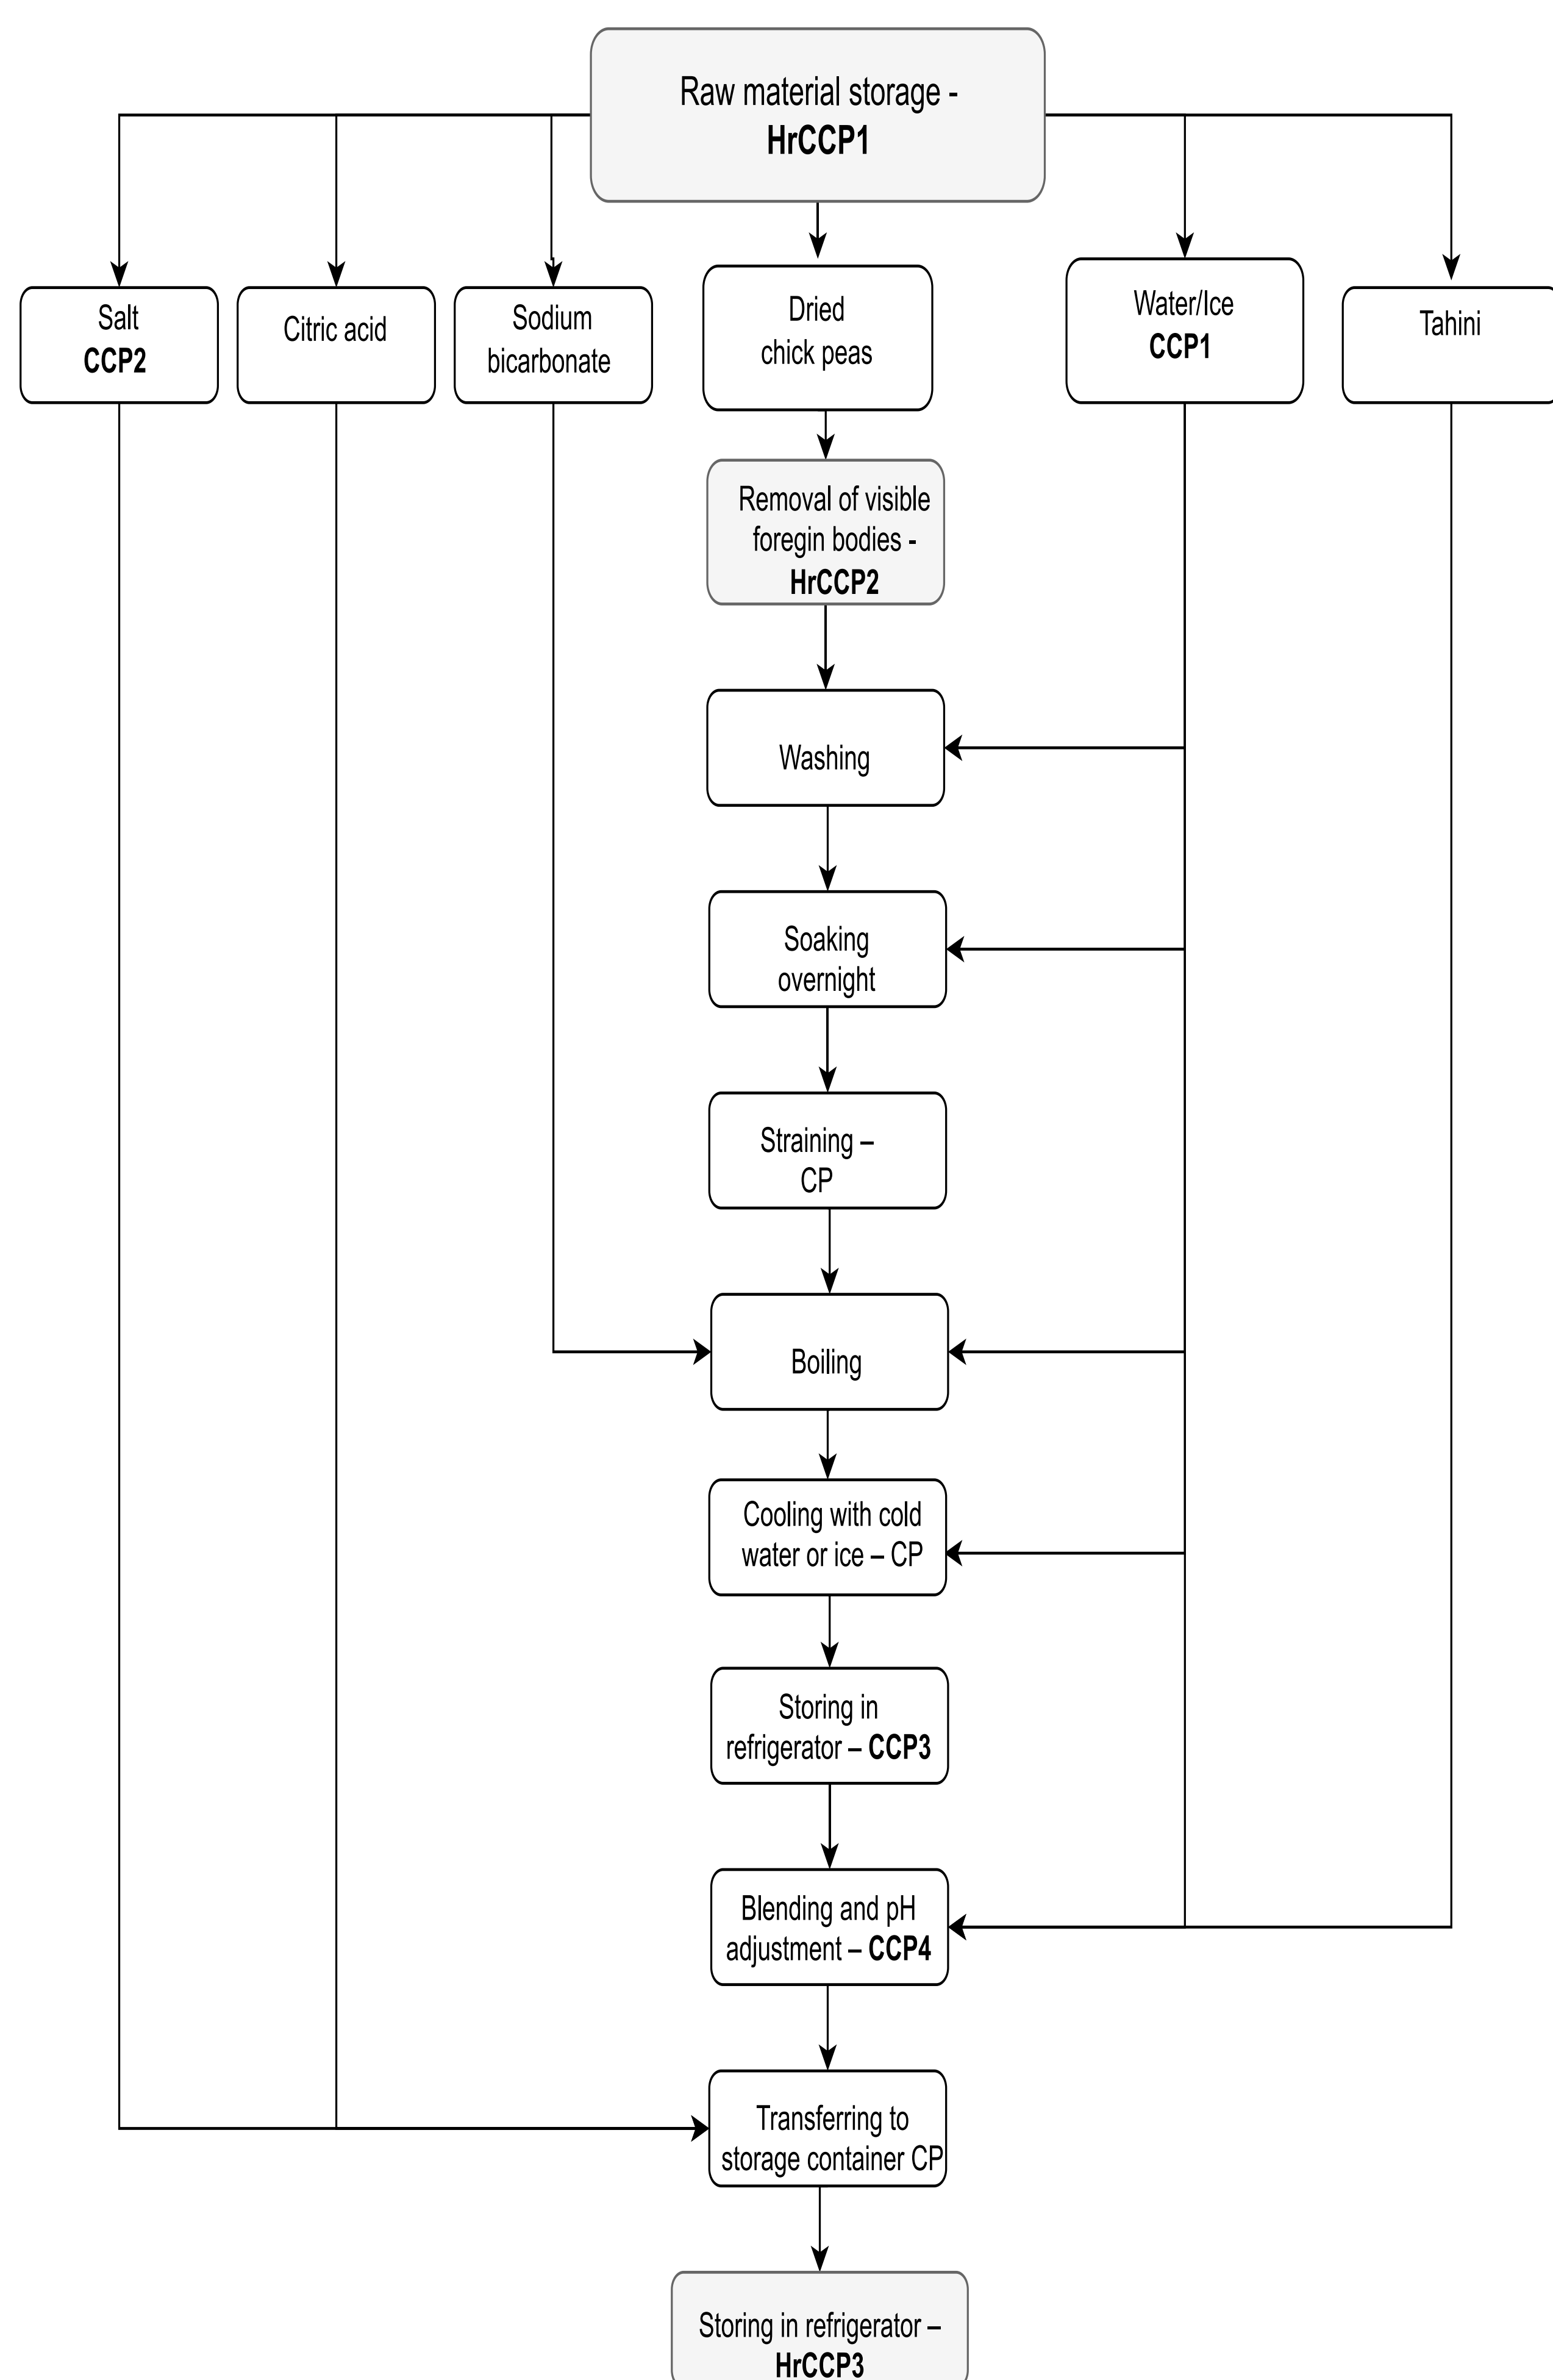 Raw material storage -
HrCCP1
Salt
CCP2
Citric acid
Sodium
bicarbonate
Dried
chick peas
Water/Ice
CCP1
Tahini
Removal of visible
foregin bodies -
HrCCP2
Washing
Soaking
overnight
Straining –
CP
Boiling
Cooling with cold
water or ice – CP
Storing in
refrigerator – CCP3
Blending and pH
adjustment – CCP4
Transferring to
storage container CP
Storing in refrigerator –
HrCCP3